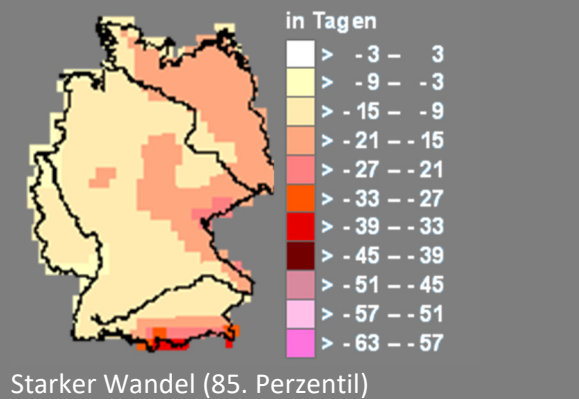 in Tagen
> - 3 – 3
> - 9 – - 3
> - 15 – - 9
> - 21 – - 15
> - 27 – - 21
> - 33 – - 27
> - 39 – - 33
> - 45 – - 39
> - 51 – - 45
> - 57 – - 51
> - 63 – - 57
Starker Wandel (85. Perzentil)